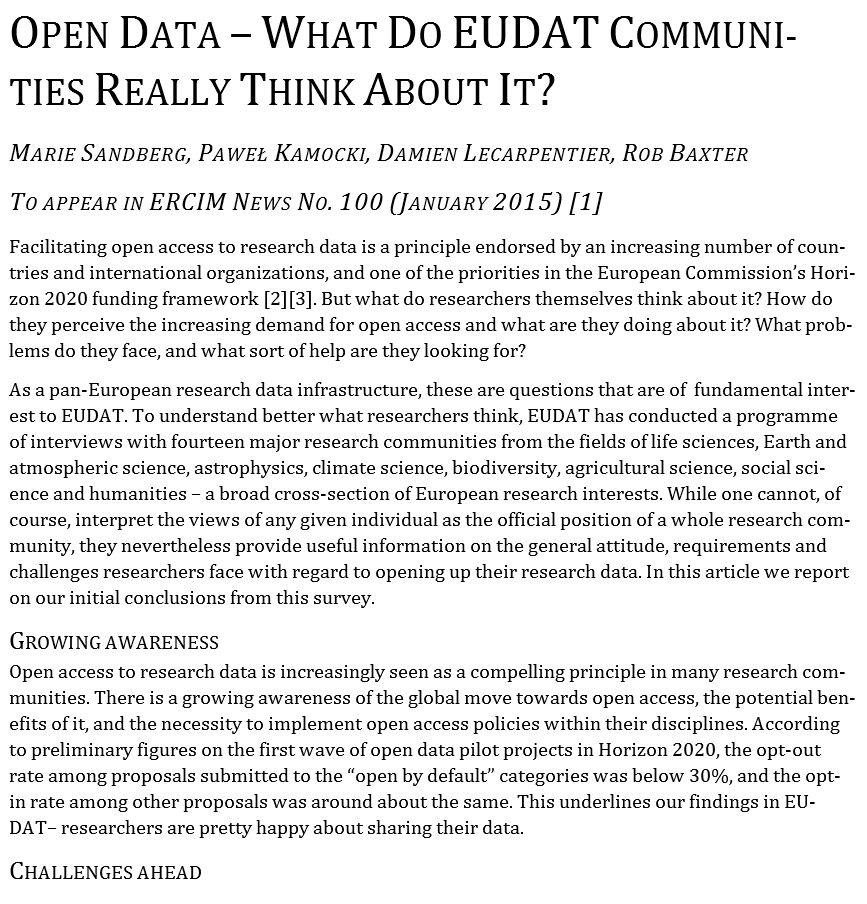 OPEN DATA – WHAT DO EUDAT COMMUNI-
TIES REALLY THINK ABOUT IT?
MARIE SANDBERG, PAWEŁ KAMOCKI, DAMIEN LECARPENTIER, ROB BAXTER
TO APPEAR IN ERCIM NEWS NO. 100 (JANUARY 2015) [1]
Facilitating open access to research data is a principle endorsed by an increasing number of coun-
tries and international organizations, and one of the priorities in the European Commission’s Hori-
zon 2020 funding framework [2][3]. But what do researchers themselves think about it? How do
they perceive the increasing demand for open access and what are they doing about it? What prob-
lems do they face, and what sort of help are they looking for?
As a pan-European research data infrastructure, these are questions that are of fundamental inter-
est to EUDAT. To understand better what researchers think, EUDAT has conducted a programme
of interviews with fourteen major research communities from the fields of life sciences, Earth and
atmospheric science, astrophysics, climate science, biodiversity, agricultural science, social sci-
ence and humanities – a broad cross-section of European research interests. While one cannot, of
course, interpret the views of any given individual as the official position of a whole research com-
munity, they nevertheless provide useful information on the general attitude, requirements and
challenges researchers face with regard to opening up their research data. In this article we report
on our initial conclusions from this survey.
GROWING AWARENESS
Open access to research data is increasingly seen as a compelling principle in many research com-
munities. There is a growing awareness of the global move towards open access, the potential ben-
efits of it, and the necessity to implement open access policies within their disciplines. According
to preliminary figures on the first wave of open data pilot projects in Horizon 2020, the opt-out
rate among proposals submitted to the “open by default” categories was below 30%, and the opt-
in rate among other proposals was around about the same. This underlines our findings in EU-
DAT– researchers are pretty happy about sharing their data.
CHALLENGES AHEAD